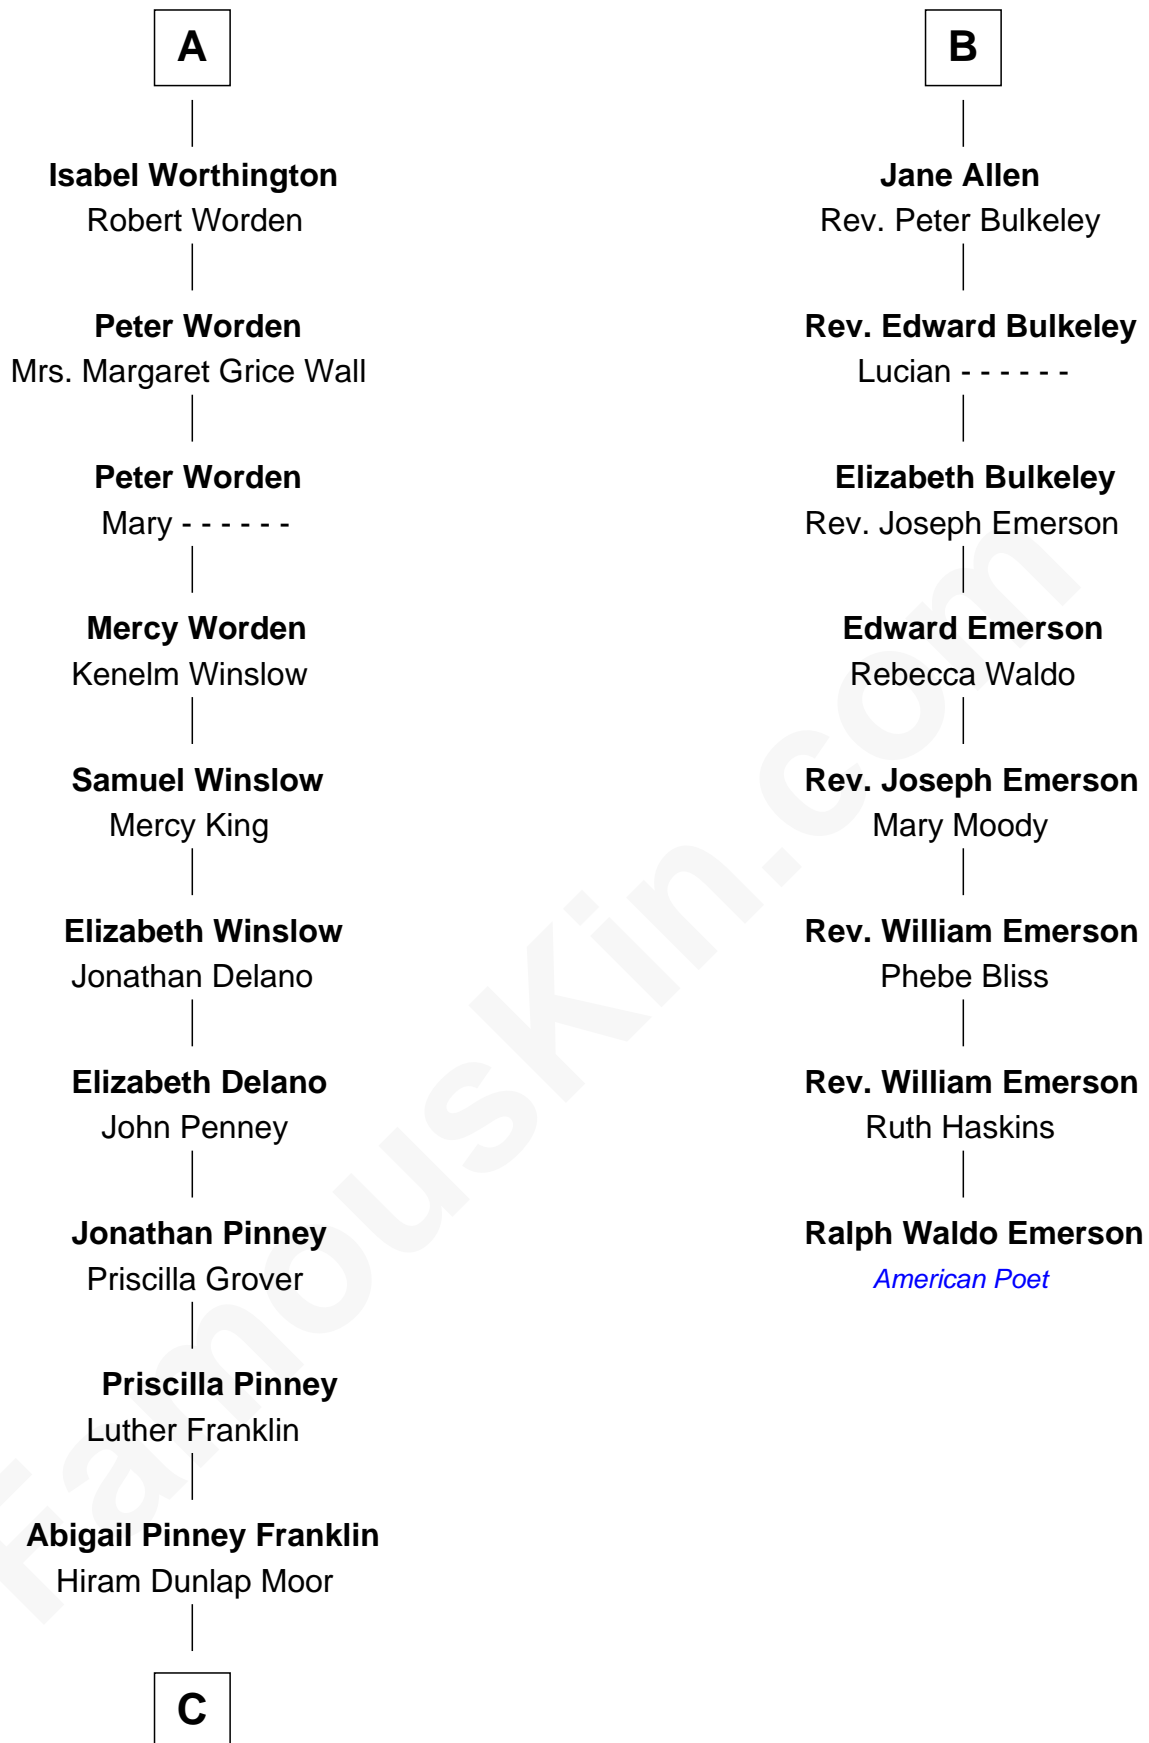 A
Isabel Worthington
Robert Worden
Peter Worden
Mrs. Margaret Grice Wall
Peter Worden
Mary - - - - - -
Mercy Worden
Kenelm Winslow
Samuel Winslow
Mercy King
Elizabeth Winslow
Jonathan Delano
Elizabeth Delano
John Penney
Jonathan Pinney
Priscilla Grover
Priscilla Pinney
Luther Franklin
Abigail Pinney Franklin
Hiram Dunlap Moor
C
B
Jane Allen
Rev. Peter Bulkeley
Rev. Edward Bulkeley
Lucian - - - - - -
Elizabeth Bulkeley
Rev. Joseph Emerson
Edward Emerson
Rebecca Waldo
Rev. Joseph Emerson
Mary Moody
Rev. William Emerson
Phebe Bliss
Rev. William Emerson
Ruth Haskins
Ralph Waldo Emerson
American Poet
FamousKin.com